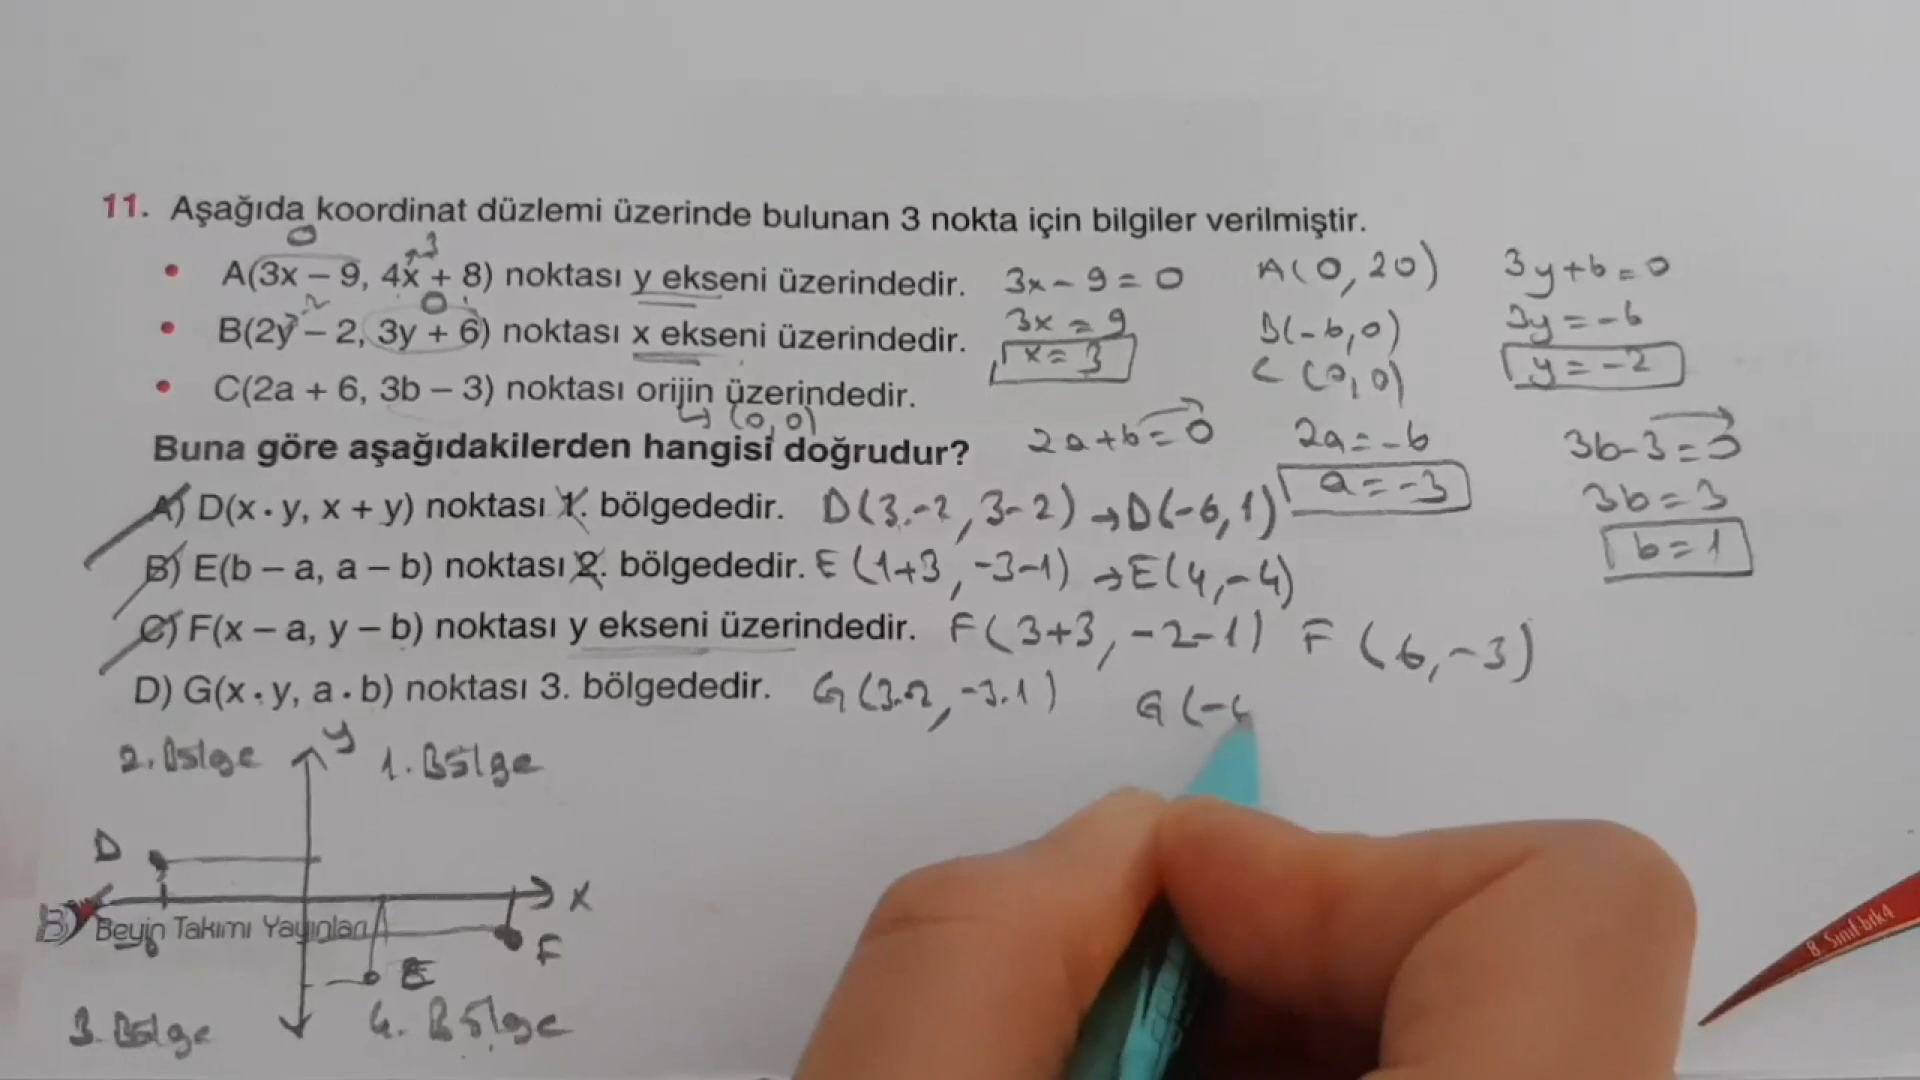 11. Aşağıda koordinat düzlemi üzerinde bulunan 3 nokta için bilgiler verilmiştir.
0 3
• A(3x – 9, 4x + 8) noktası y ekseni üzerindedir. 3x - 9 = 0 A(0, 20) 3y + 6 = 0
-2 0
3x = 9 3y = -6
• B(2y – 2, 3y + 6) noktası x ekseni üzerindedir. x = 3 B(-6, 0) y = -2
• C(2a + 6, 3b – 3) noktası orijin üzerindedir. C (0, 0)
↳ (0, 0)
Buna göre aşağıdakilerden hangisi doğrudur? 2a + 6 = 0 2a = -6 3b - 3 = 0
A) D(x · y, x + y) noktası 1. bölgededir. D(3.-2, 3-2) → D(-6, 1) a = -3 3b = 3
B) E(b – a, a – b) noktası 2. bölgededir. E (1+3, -3-1) → E(4, -4) b = 1
C) F(x – a, y – b) noktası y ekseni üzerindedir. F(3+3, -2-1) F (6, -3)
D) G(x · y, a · b) noktası 3. bölgededir. G(3.-2, -3.1) G (-6
2. Bölge y 1. Bölge
D
x
B) Beyin Takımı Yayınları
F
E
3. Bölge 4. Bölge
8. Sınıf-brk4